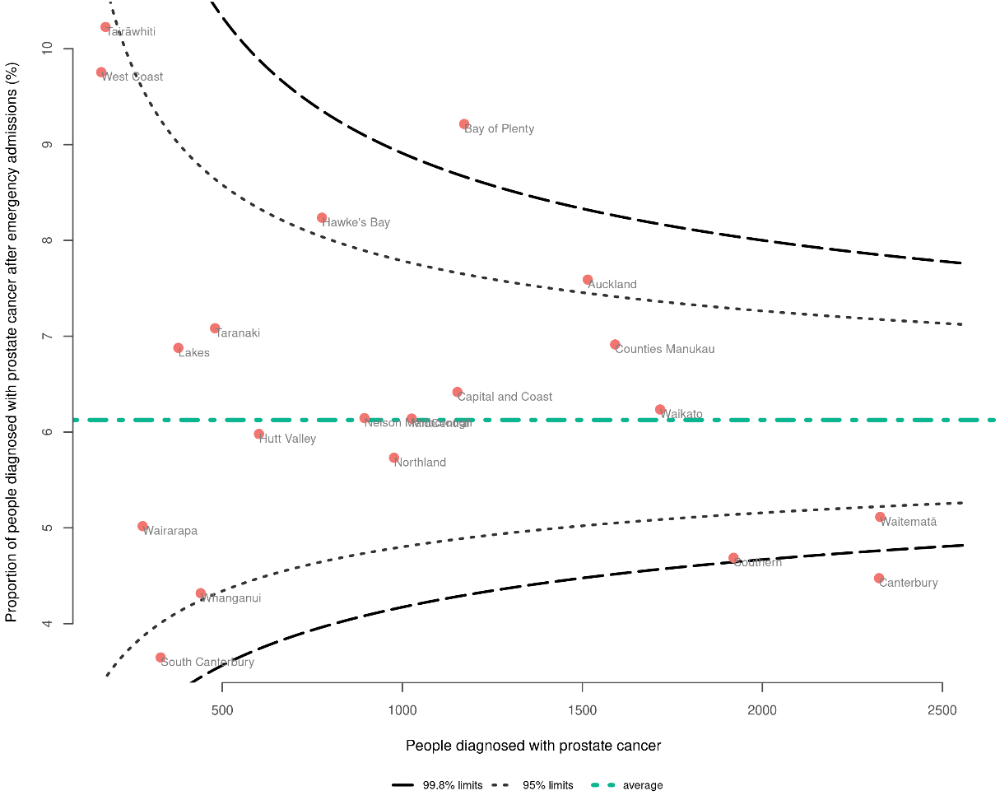 Proportion of people diagnosed with prostate cancer after emergency admissions (%)
10
9
8
7
6
5
4
Tairāwhiti
West Coast
Bay of Plenty
Hawke's Bay
Auckland
Taranaki
Counties Manukau
Lakes
Capital and Coast
Waikato
Nelson Marlborough
MidCentral
Hutt Valley
Northland
Waitematā
Wairarapa
Southern
Canterbury
Whanganui
South Canterbury
500
1000
1500
2000
2500
People diagnosed with prostate cancer
99.8% limits
95% limits
average